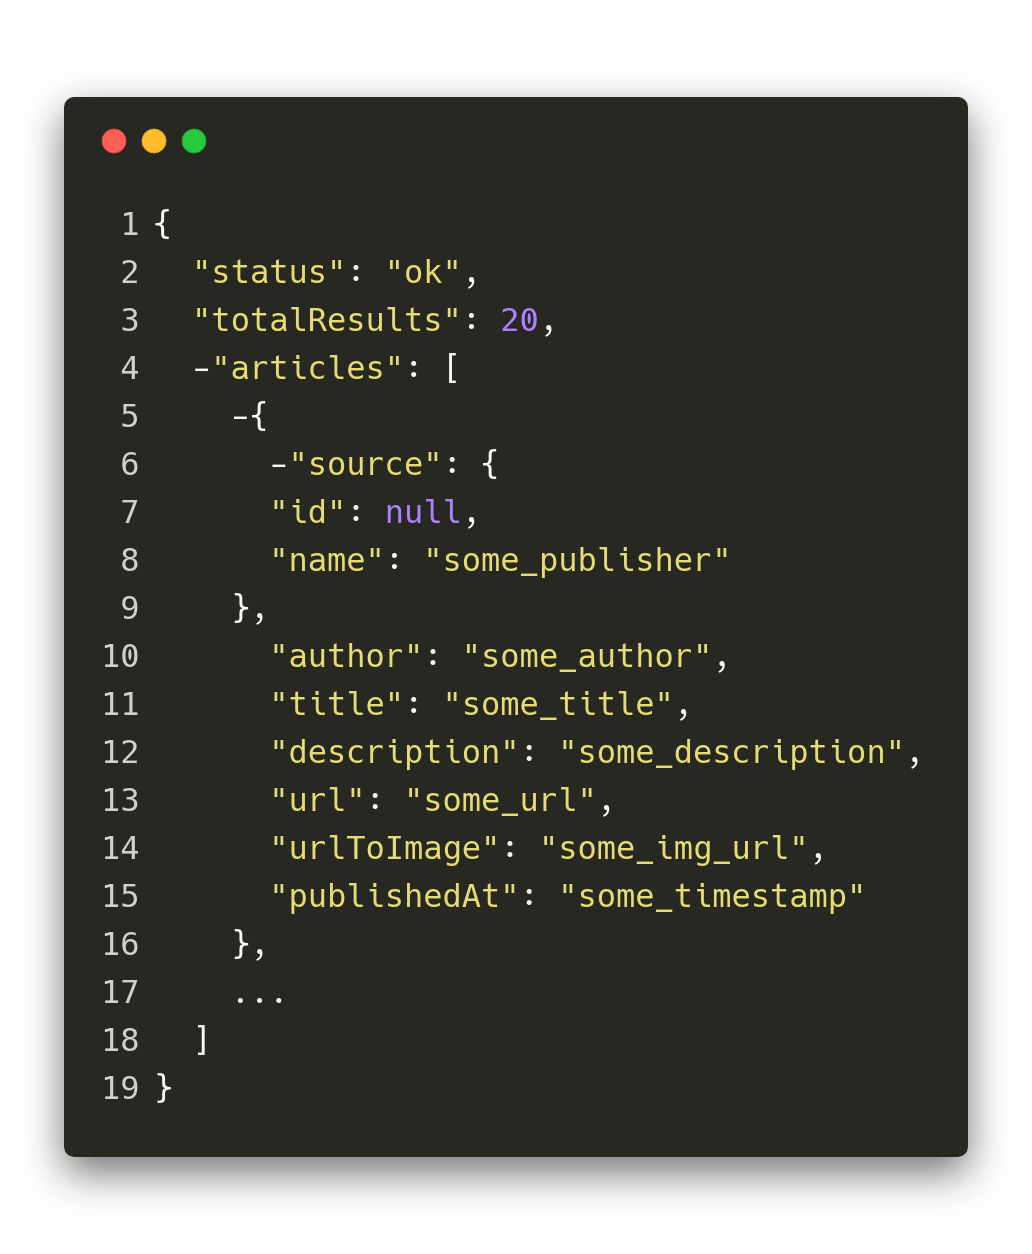 1 {
2   "status": "ok",
3   "totalResults": 20,
4   -"articles": [
5     -{
6       -"source": {
7       "id": null,
8       "name": "some_publisher"
9     },
10       "author": "some_author",
11       "title": "some_title",
12       "description": "some_description",
13       "url": "some_url",
14       "urlToImage": "some_img_url",
15       "publishedAt": "some_timestamp"
16     },
17     ...
18   ]
19 }